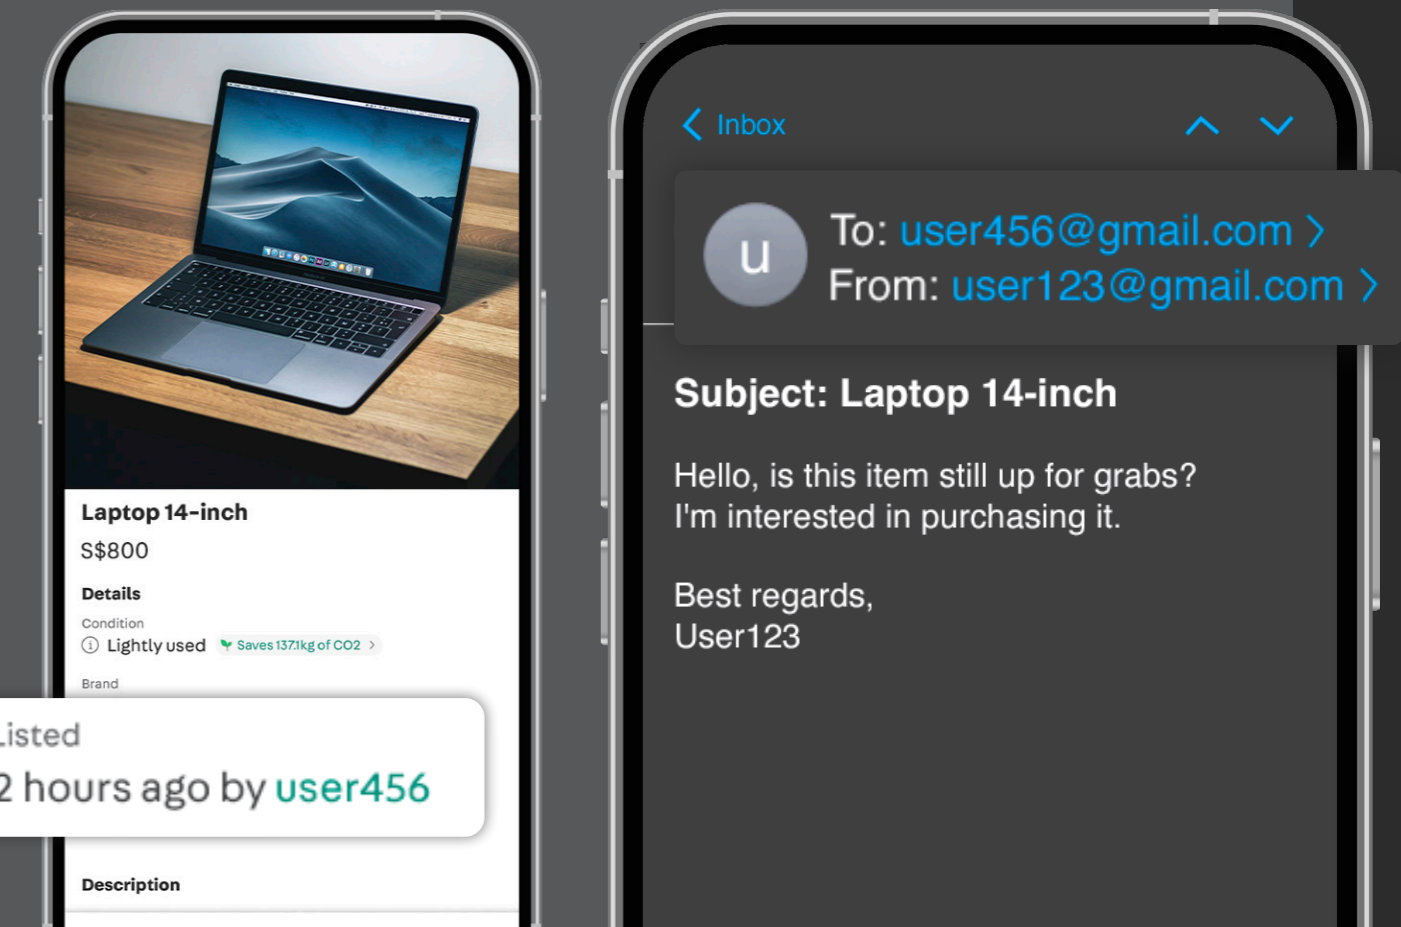 Laptop 14-inch
S$800
Details
Condition
Lightly used Saves 137.1kg of CO2
Brand
Listed
2 hours ago by user456
Description
Inbox
u
To: user456@gmail.com
From: user123@gmail.com
Subject: Laptop 14-inch
Hello, is this item still up for grabs?
I'm interested in purchasing it.
Best regards,
User123